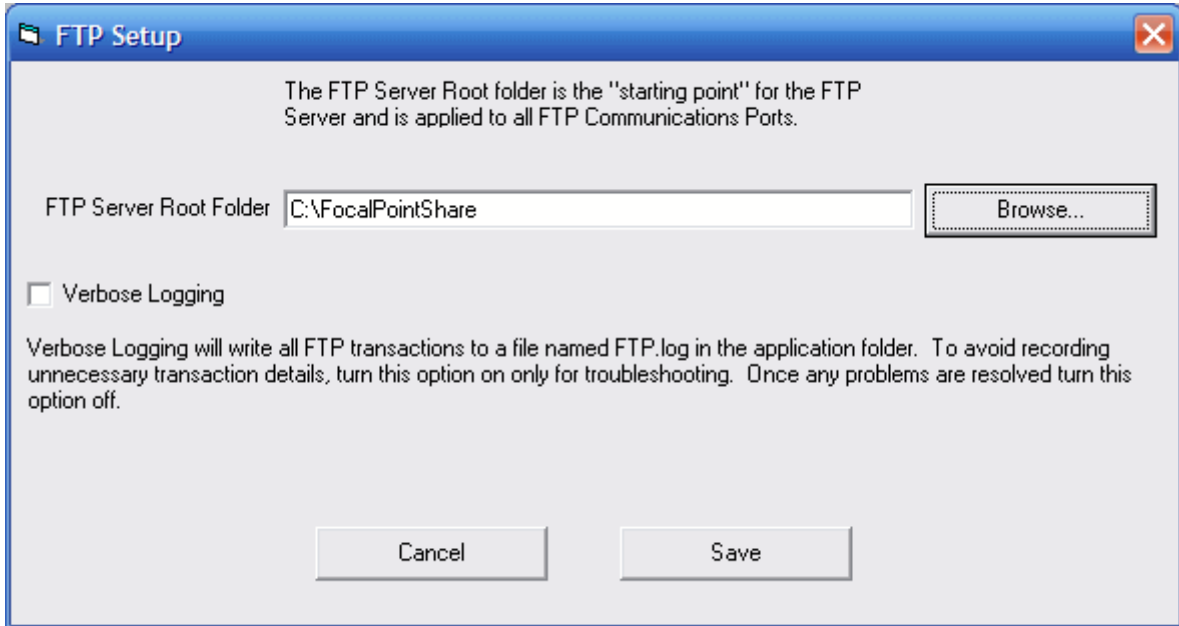 FTP Setup
The FTP Server Root folder is the "starting point" for the FTP
Server and is applied to all FTP Communications Ports.
FTP Server Root Folder C:\FocalPointShare Browse...
Verbose Logging
Verbose Logging will write all FTP transactions to a file named FTP.log in the application folder.  To avoid recording
unnecessary transaction details, turn this option on only for troubleshooting.  Once any problems are resolved turn this
option off.
Cancel Save